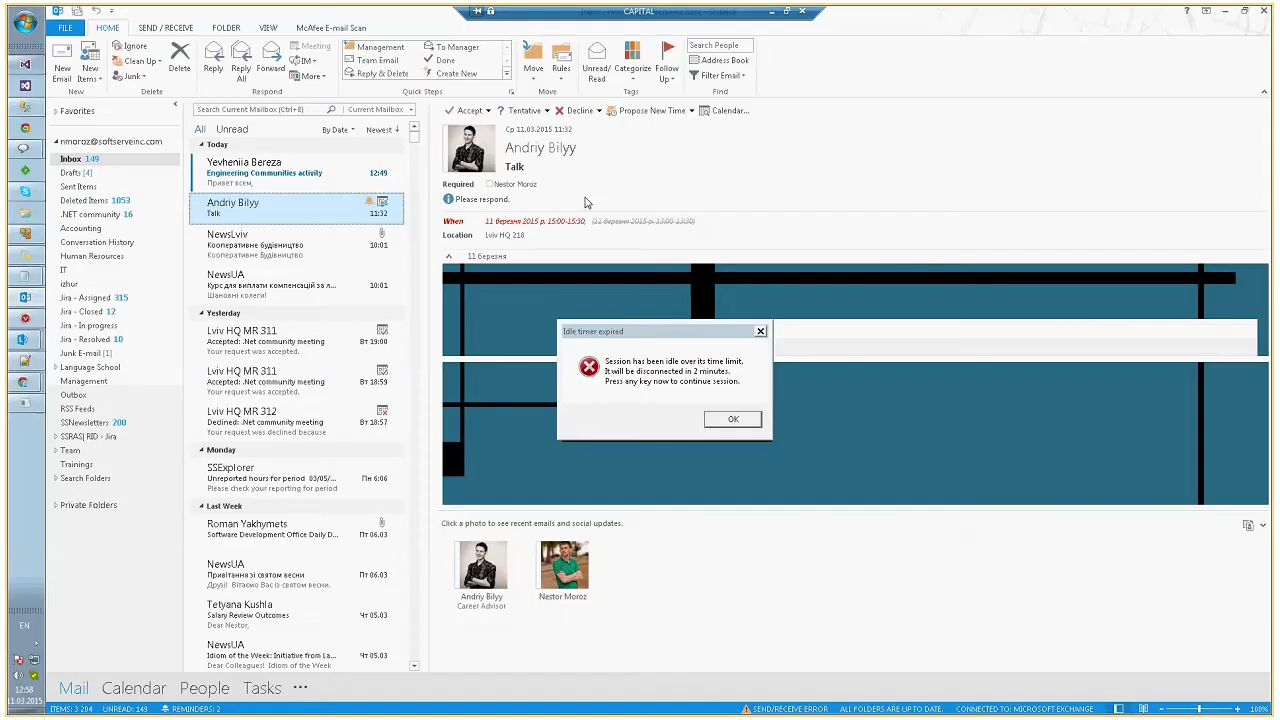 CAPITAL
FILE HOME SEND / RECEIVE FOLDER VIEW McAfee E-mail Scan
New Email
New Items
New
Ignore
Clean Up
Junk
Delete
Delete
Reply
Reply All
Forward
Meeting
IM
More
Respond
Management
Team Email
Reply & Delete
To Manager
Done
Create New
Quick Steps
Move
Rules
Move
Unread/ Read
Categorize
Follow Up
Tags
Search People
Address Book
Filter Email
Find
Favorites
nmoroz@softserveinc.com
Inbox 149
Drafts [4]
Sent Items
Deleted Items 1053
.NET community 16
Accounting
Conversation History
Human Resources
IT
izhur
Jira - Assigned 315
Jira - Closed 12
Jira - In progress
Jira - Resolved 10
Junk E-mail [1]
Language School
Management
Outbox
RSS Feeds
SSNewsletters 200
SSRAS| RID - Jira
Team
Trainings
Search Folders
Private Folders
Search Current Mailbox (Ctrl+E) Current Mailbox
All Unread By Date Newest
Today
Yevheniia Bereza
Engineering Communities activity 12:49
Привет всем,
Andriy Bilyy
Talk 11:32
NewsLviv
Кооперативне будівництво 10:01
Кооперативне Будівництво
NewsUA
Курс для виплати компенсацій за л... 10:01
Шановні колеги!
Yesterday
Lviv HQ MR 311
Accepted: .Net community meeting Вт 19:00
Your request was accepted.
Lviv HQ MR 311
Accepted: .Net community meeting Вт 18:59
Your request was accepted.
Lviv HQ MR 312
Declined: .Net community meeting Вт 18:57
Your request was declined because
Monday
SSExplorer
Unreported hours for period 03/05/... Пн 6:06
Please check your reporting for period
Last Week
Roman Yakhymets
Software Development Office Daily D... Пт 06.03
NewsUA
Привітання зі святом весни Пт 06.03
Друзі! Вітаємо Вас із святом весни.
Tetyana Kushla
Salary Review Outcomes Чт 05.03
Dear Nestor!
NewsUA
Idiom of the Week: Initiative from La... Чт 05.03
Dear Colleagues! Idiom of the Week
Accept Tentative Decline Propose New Time Calendar...
Ср 11.03.2015 11:32
Andriy Bilyy
Talk
Required Nestor Moroz
Please respond.
When 11 березня 2015 р. 15:00-15:30, (11 березня 2015 р. 13:00-13:30)
Location Lviv HQ 218
11 березня
Idle timer expired
Session has been idle over its time limit.
It will be disconnected in 2 minutes.
Press any key now to continue session.
OK
Click a photo to see recent emails and social updates.
Andriy Bilyy
Career Advisor
Nestor Moroz
EN
12:58
11.03.2015
Mail Calendar People Tasks •••
ITEMS: 3 204 UNREAD: 149 REMINDERS: 2 SEND/RECEIVE ERROR ALL FOLDERS ARE UP TO DATE. CONNECTED TO: MICROSOFT EXCHANGE 100%